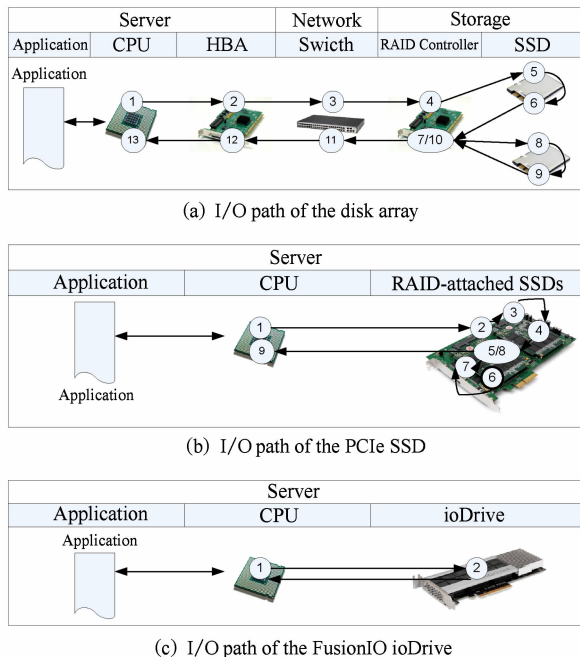 Server Network Storage
Application CPU HBA Swicth RAID Controller SSD
Application
1 2 3 4 5
6
13 12 11 7/10 8
9
(a) I/O path of the disk array
Server
Application CPU RAID-attached SSDs
1 2 3
4
9 5/8
7 6
Application
(b) I/O path of the PCIe SSD
Server
Application CPU ioDrive
Application
1 2
(c) I/O path of the FusionIO ioDrive